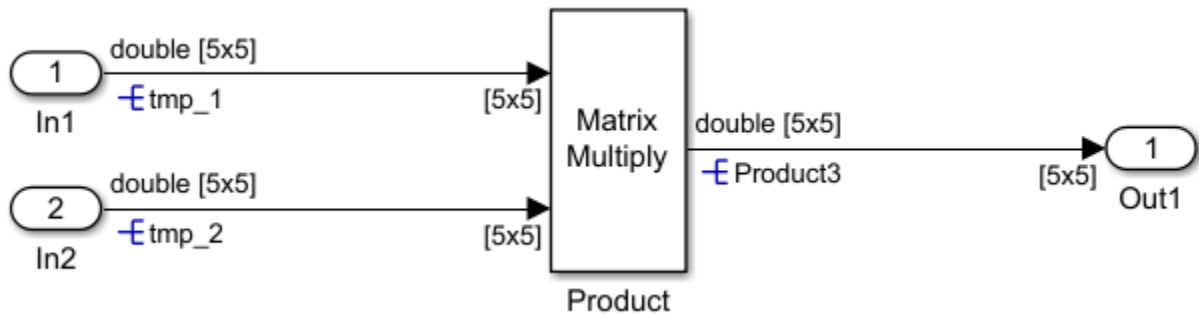 double [5x5]
1
tmp_1
[5x5]
In1
Matrix
Multiply
double [5x5]
1
Product3
[5x5]
Out1
double [5x5]
2
tmp_2
[5x5]
In2
Product